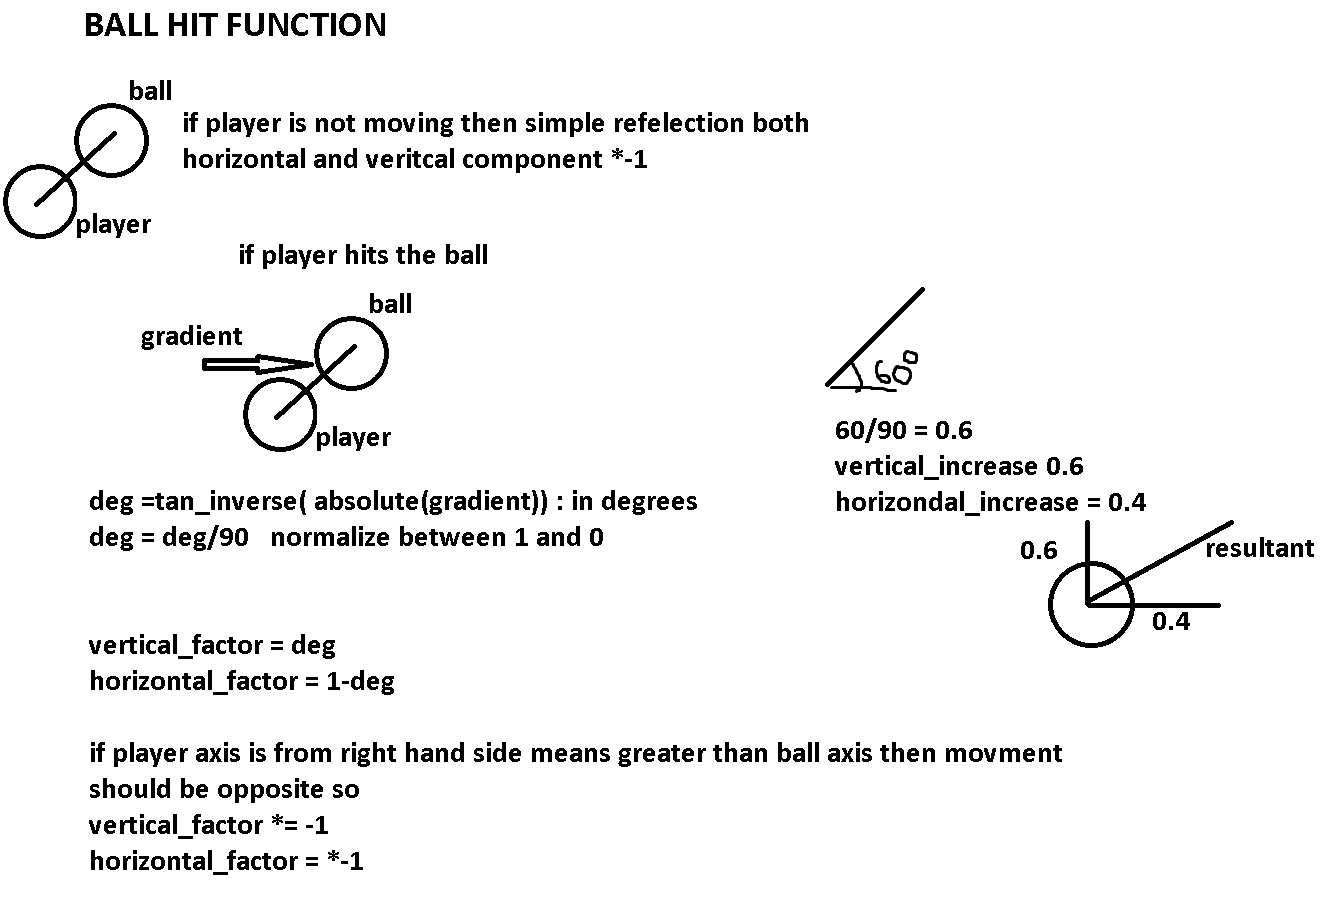 BALL HIT FUNCTION
ball
if player is not moving then simple refelection both
horizontal and veritcal component *-1
player
if player hits the ball
ball
gradient
player
60°
60/90 = 0.6
vertical_increase 0.6
horizondal_increase = 0.4
deg =tan_inverse( absolute(gradient)) : in degrees
deg = deg/90 normalize between 1 and 0
0.6
resultant
0.4
vertical_factor = deg
horizontal_factor = 1-deg
if player axis is from right hand side means greater than ball axis then movment
should be opposite so
vertical_factor *= -1
horizontal_factor = *-1